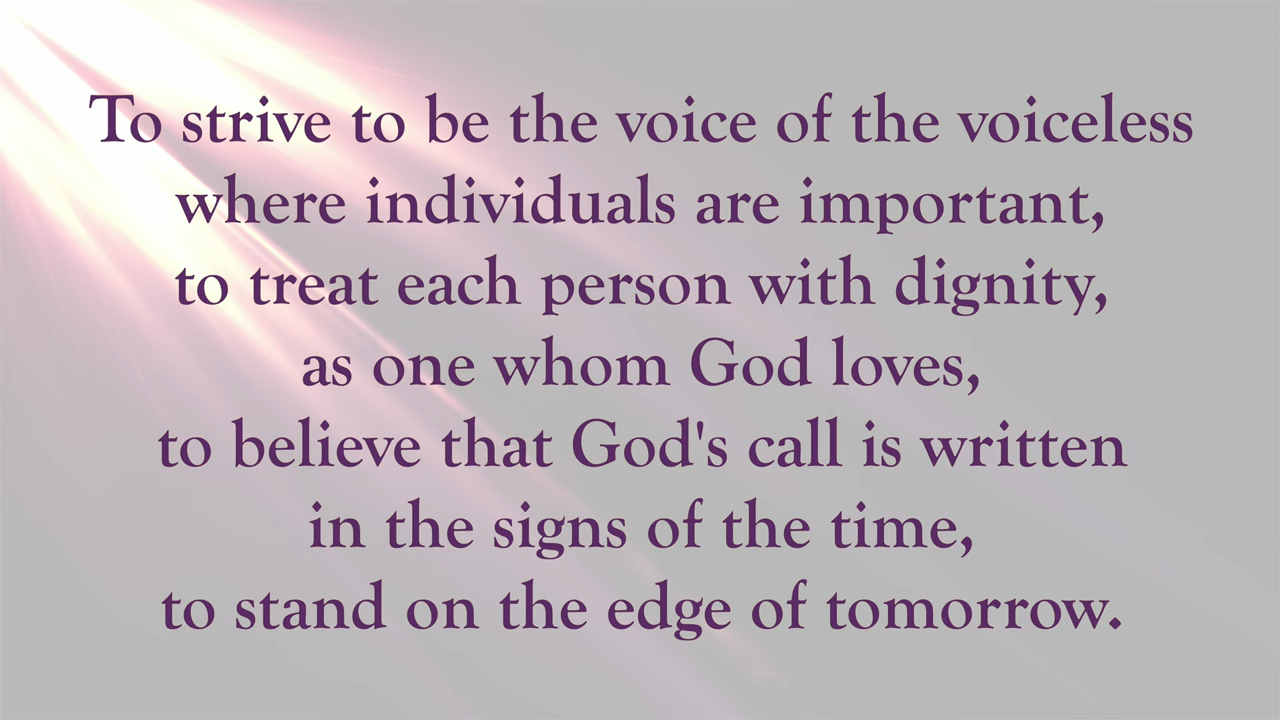 To strive to be the voice of the voiceless
where individuals are important,
to treat each person with dignity,
as one whom God loves,
to believe that God's call is written
in the signs of the time,
to stand on the edge of tomorrow.